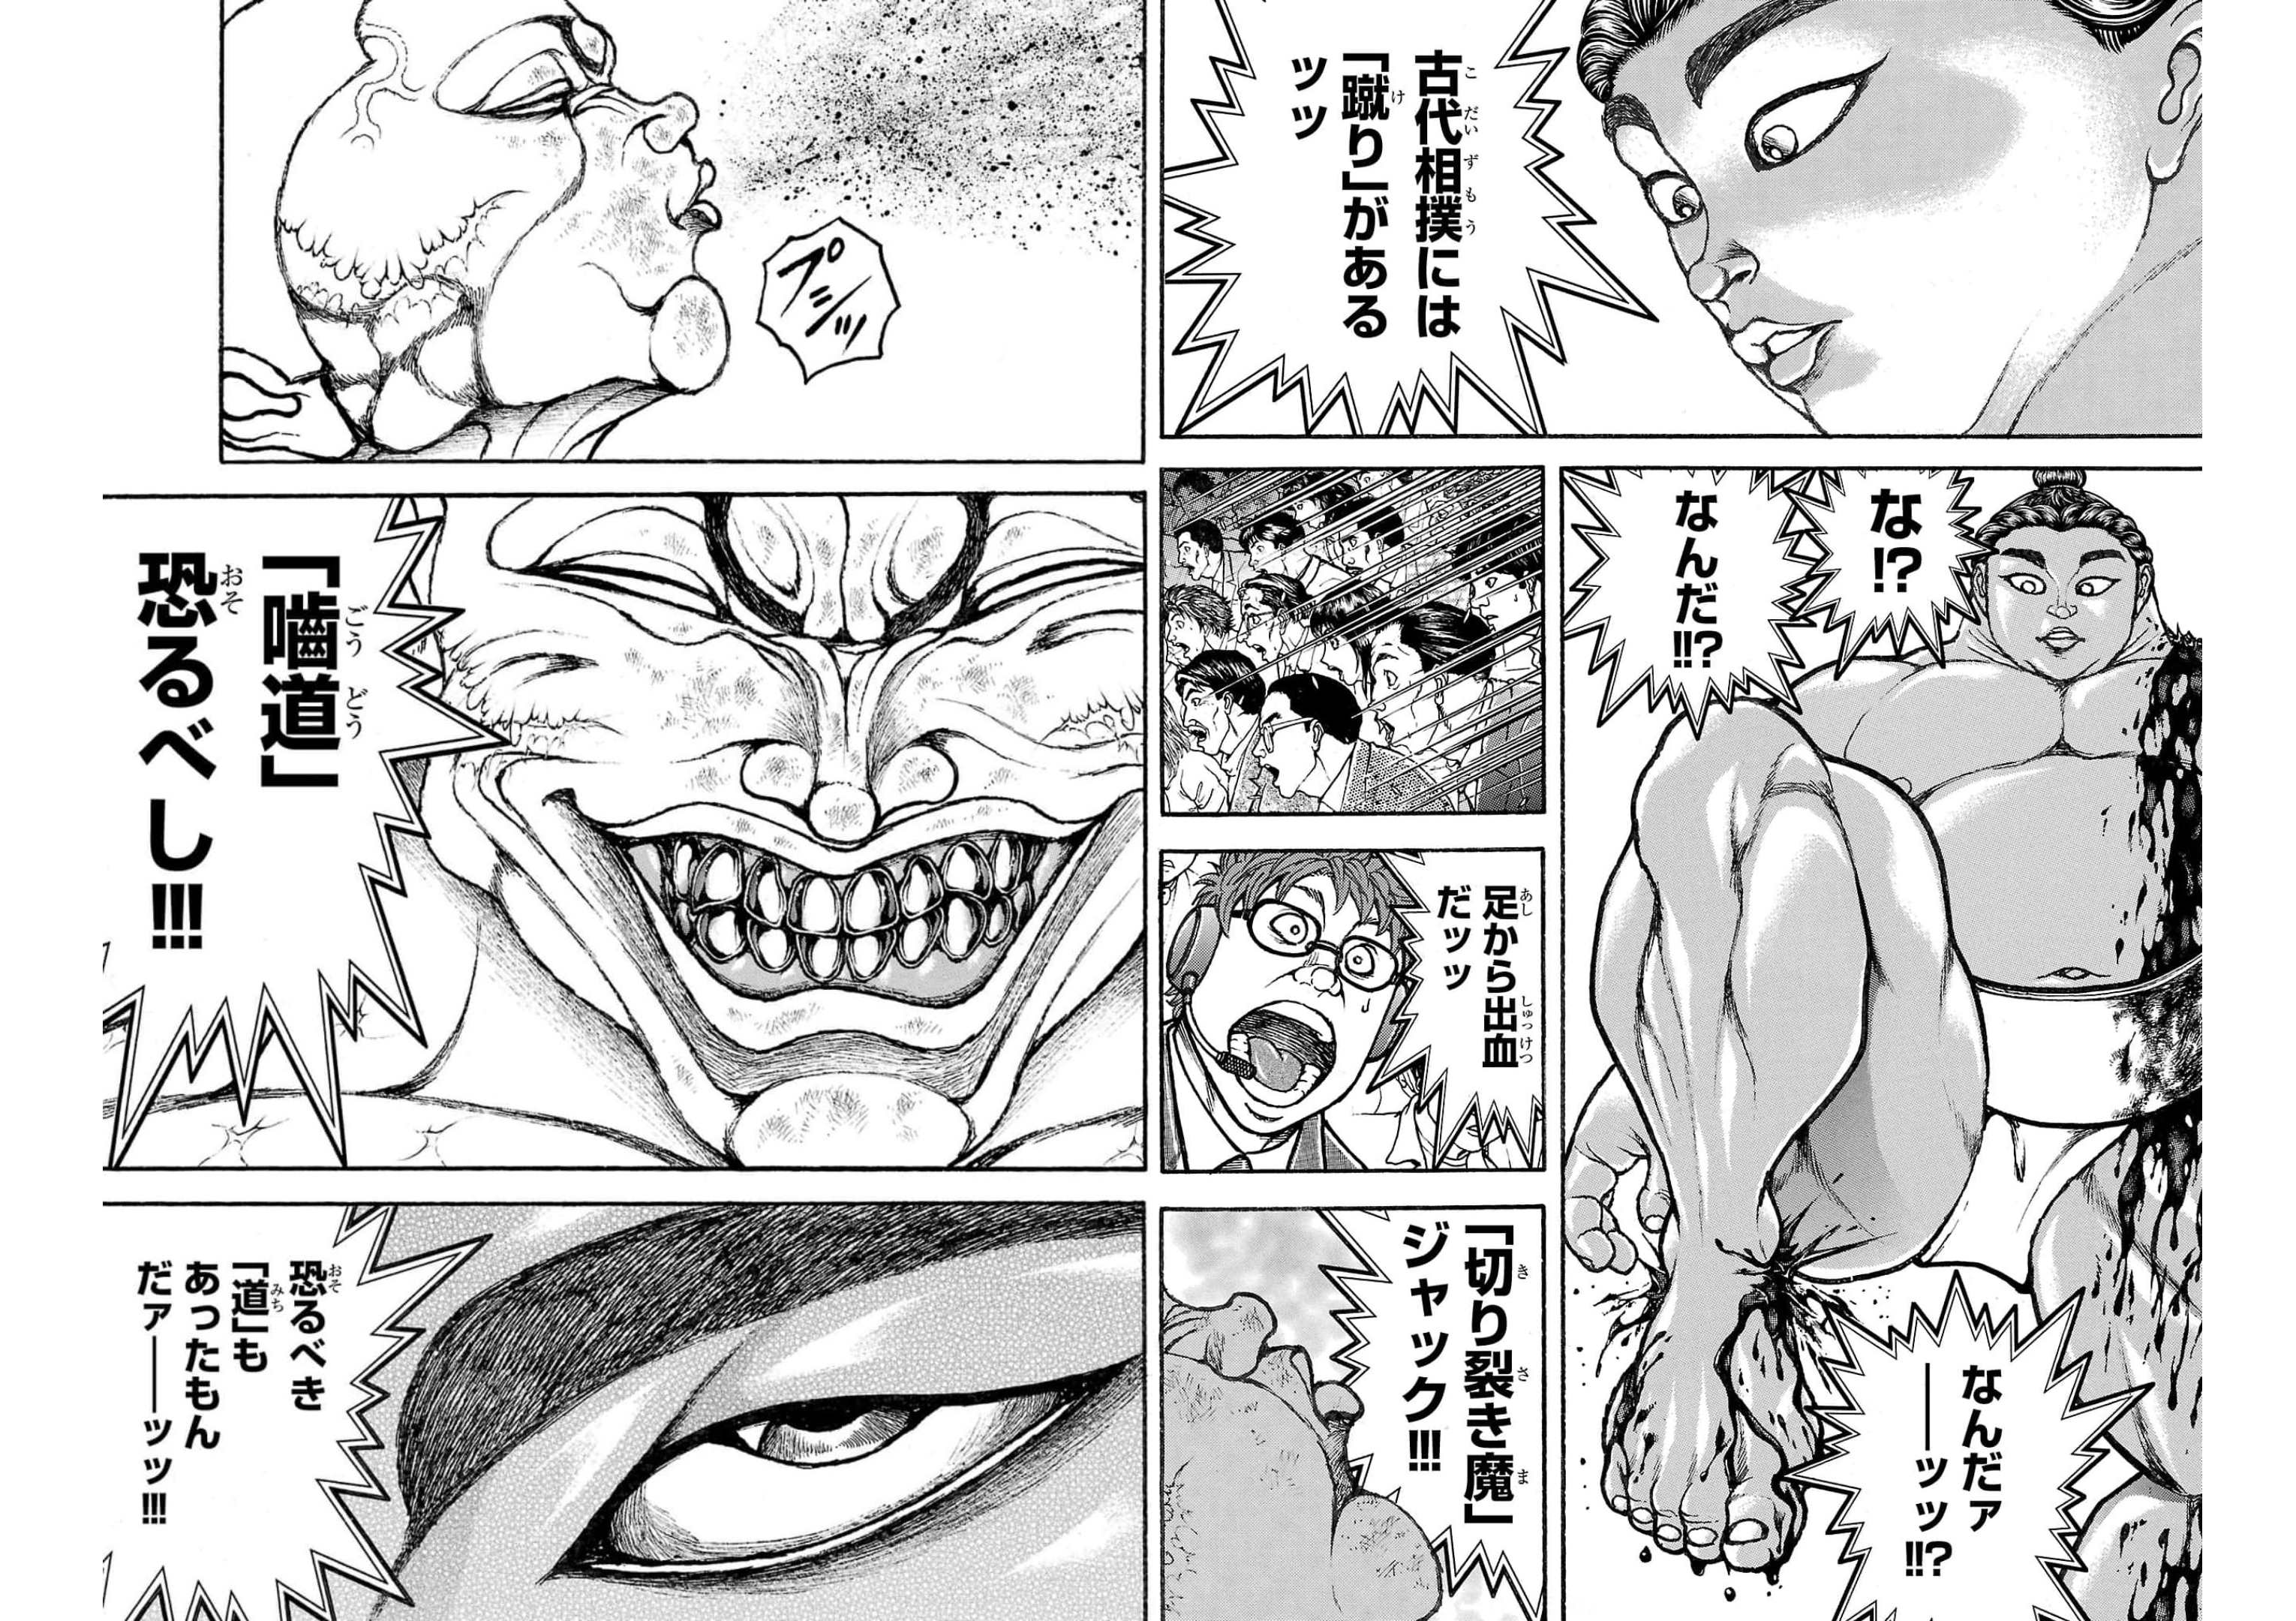 古代相撲には
「蹴り」がある
ッッ
な!?
なんだ!!?
なんだァ
――ッッ!!?
足から出血
だッッ
「切り裂き魔」
ジャック!!!
プミッ
「嚙道」
恐るべし!!!
恐るべき
「道」も
あったもん
だァ――ッッ!!!